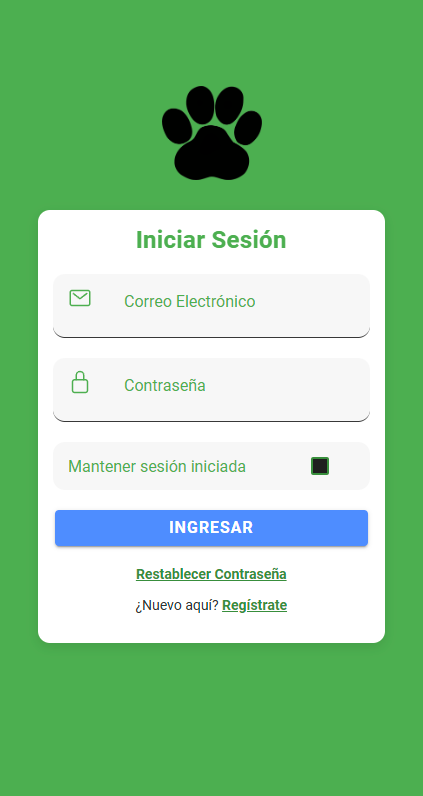 Iniciar Sesión
Correo Electrónico
Contraseña
Mantener sesión iniciada
INGRESAR
Restablecer Contraseña
¿Nuevo aquí? Regístrate